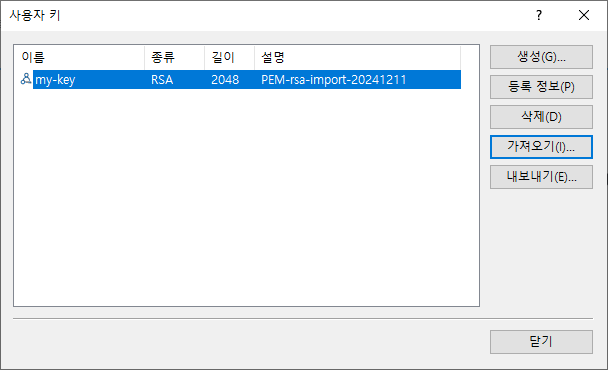 사용자 키
이름 종류 길이 설명
my-key RSA 2048 PEM-rsa-import-20241211
생성(G)...
등록 정보(P)
삭제(D)
가져오기(I)...
내보내기(E)...
닫기